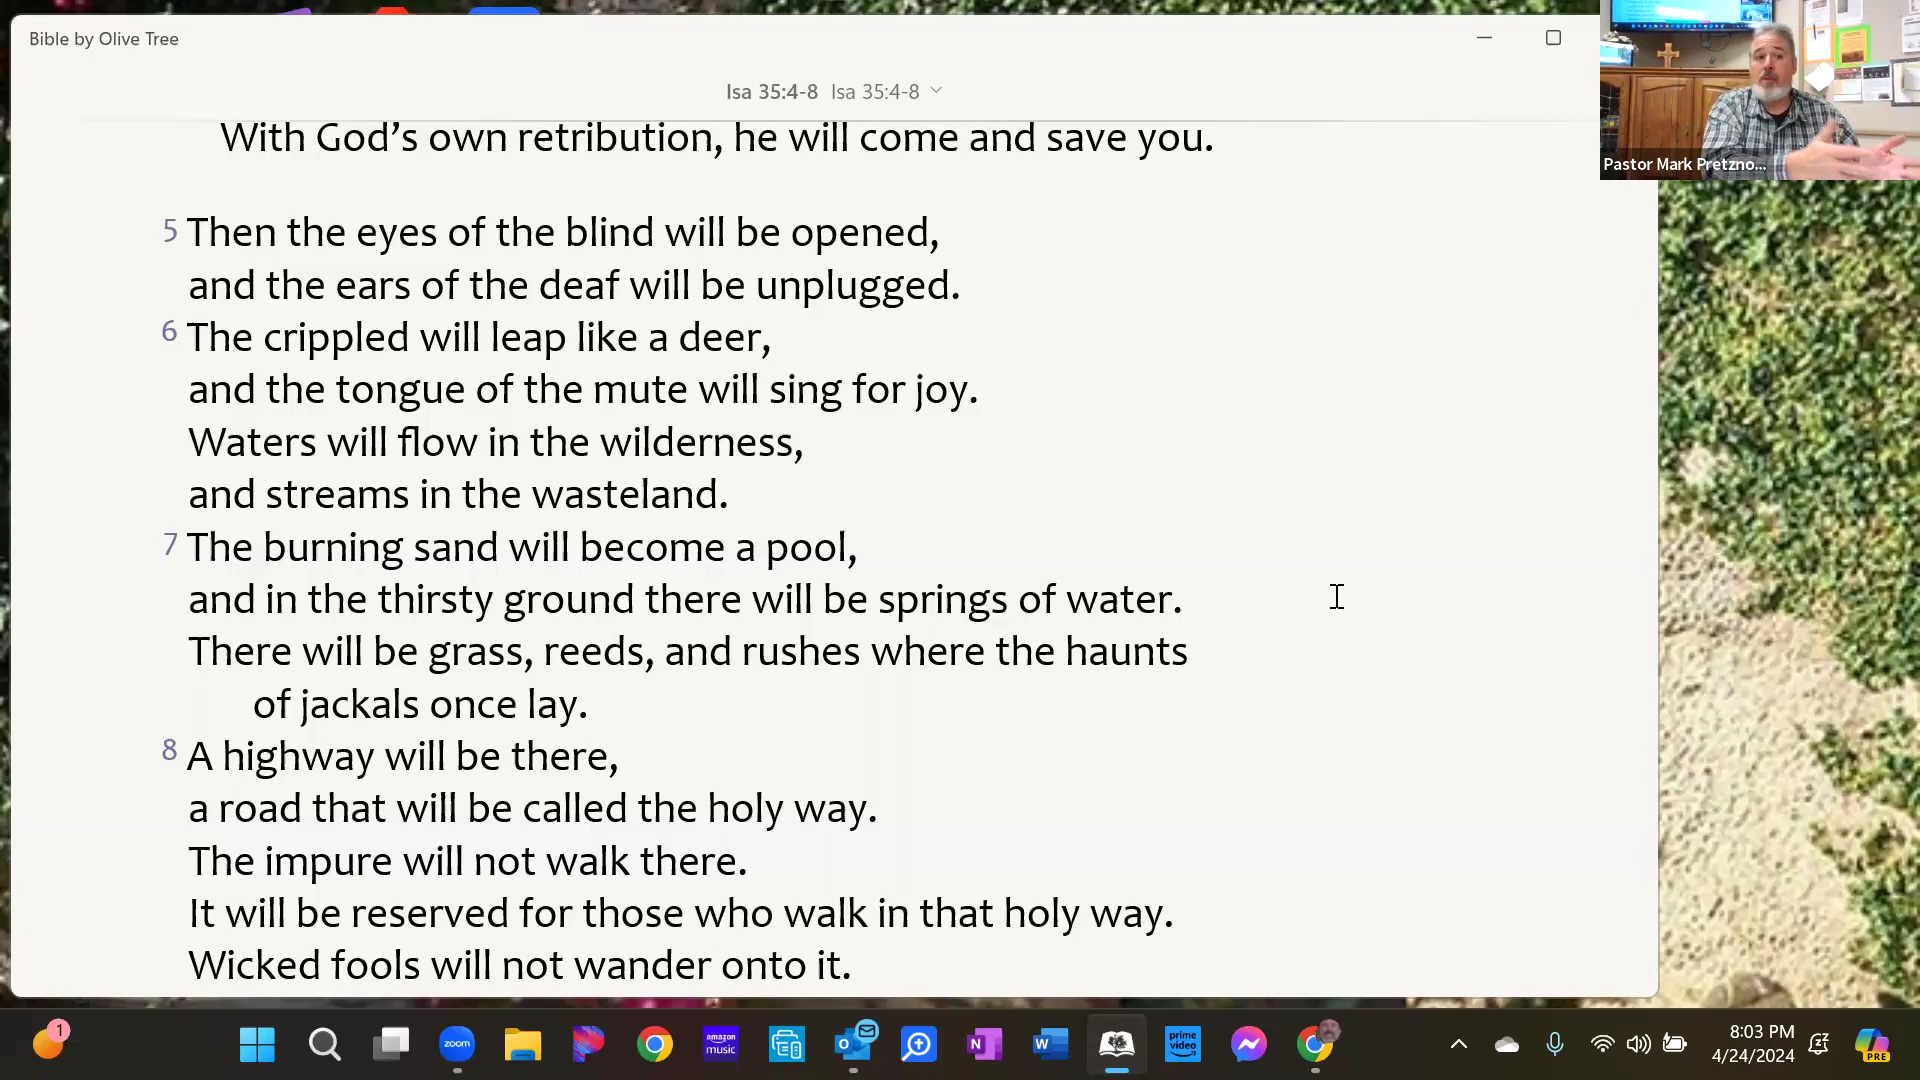 Bible by Olive Tree
Isa 35:4-8 Isa 35:4-8
With God’s own retribution, he will come and save you.
5 Then the eyes of the blind will be opened,
and the ears of the deaf will be unplugged.
6 The crippled will leap like a deer,
and the tongue of the mute will sing for joy.
Waters will flow in the wilderness,
and streams in the wasteland.
7 The burning sand will become a pool,
and in the thirsty ground there will be springs of water.
There will be grass, reeds, and rushes where the haunts
of jackals once lay.
8 A highway will be there,
a road that will be called the holy way.
The impure will not walk there.
It will be reserved for those who walk in that holy way.
Wicked fools will not wander onto it.
Pastor Mark Pretzno...
1
zoom
amazon
music
O
N
W
prime
video
8:03 PM
4/24/2024
PRE